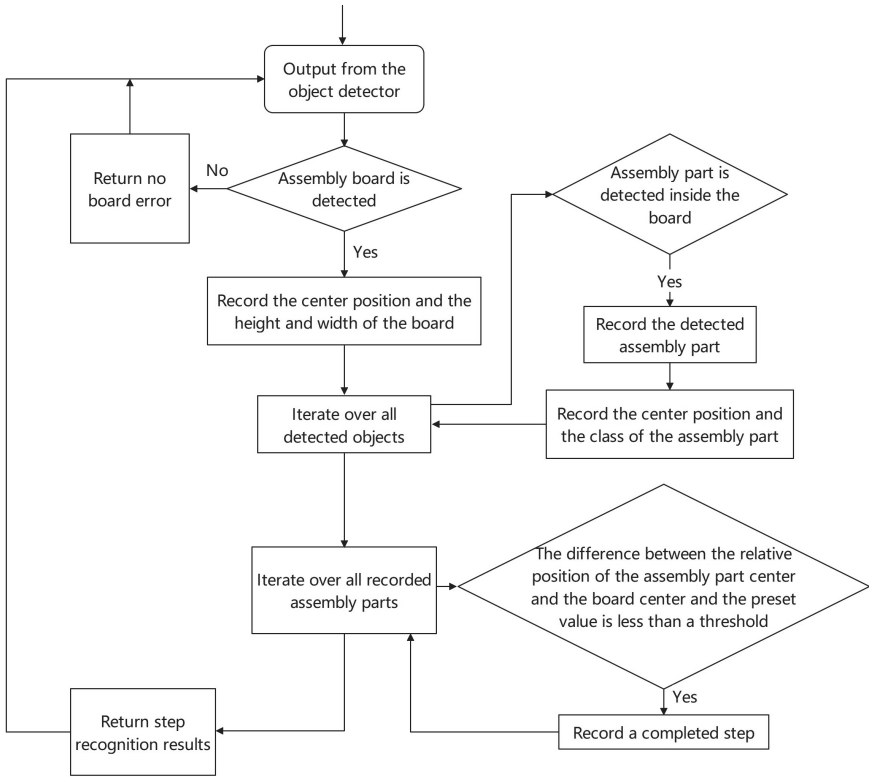 Output from the
object detector
No
Return no
board error
Assembly board is
detected
Assembly part is
detected inside the
board
Yes
Yes
Record the center position and the
height and width of the board
Record the detected
assembly part
Iterate over all
detected objects
Record the center position and
the class of the assembly part
Iterate over all recorded
assembly parts
The difference between the relative
position of the assembly part center
and the board center and the preset
value is less than a threshold
Yes
Return step
recognition results
Record a completed step